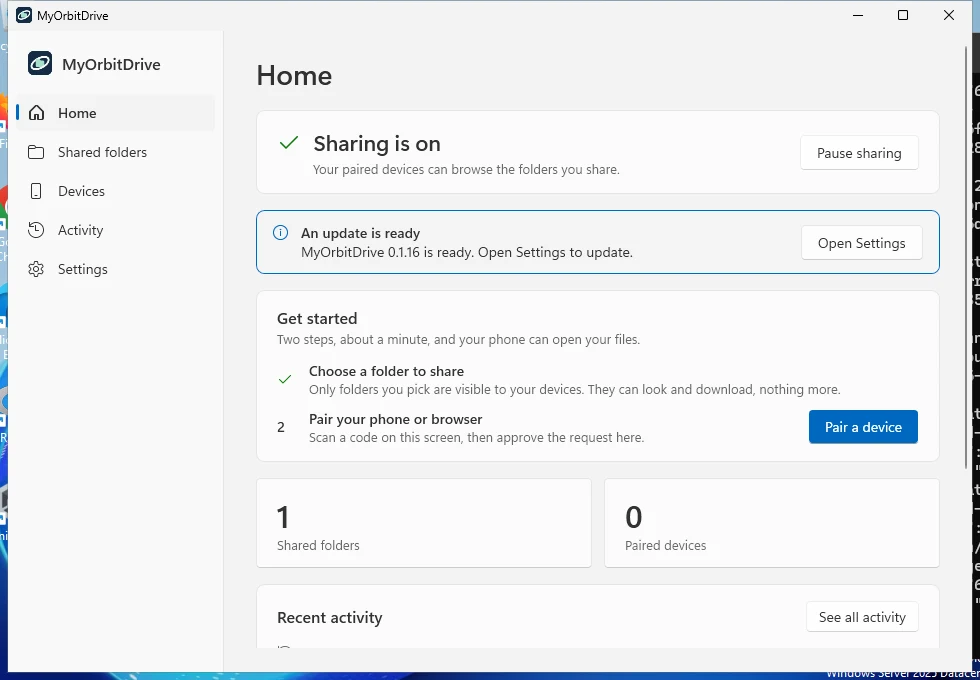 MyOrbitDrive
MyOrbitDrive
Home
Shared folders
Devices
Activity
Settings
Home
Sharing is on
Your paired devices can browse the folders you share.
Pause sharing
An update is ready
MyOrbitDrive 0.1.16 is ready. Open Settings to update.
Open Settings
Get started
Two steps, about a minute, and your phone can open your files.
Choose a folder to share
Only folders you pick are visible to your devices. They can look and download, nothing more.
2
Pair your phone or browser
Scan a code on this screen, then approve the request here.
Pair a device
1
Shared folders
0
Paired devices
Recent activity
See all activity
Windows Server 2025 Datacen